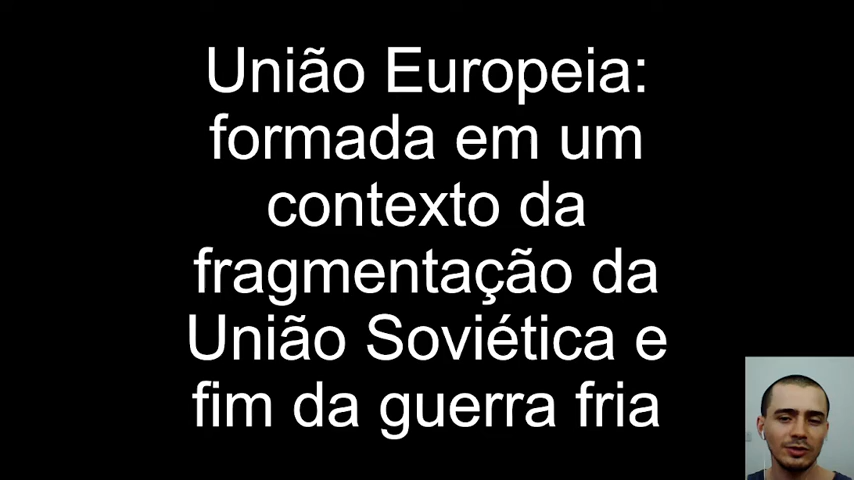 União Europeia:
formada em um
contexto da
fragmentação da
União Soviética e
fim da guerra fria